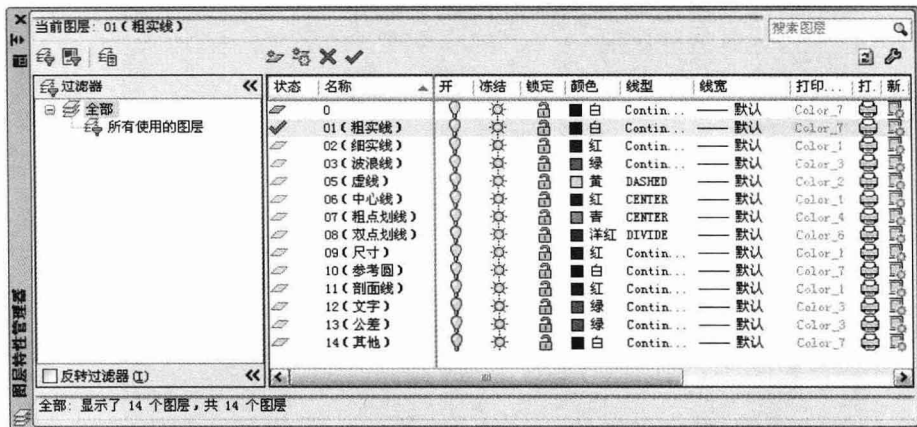 当前图层: 01(粗实线)
搜索图层
过滤器
全部
所有使用的图层
状态 名称 开 冻结 锁定 颜色 线型 线宽 打印... 打. 新.
0 白 Contin... 默认 Color_7
01(粗实线) 白 Contin... 默认 Color_7
02(细实线) 红 Contin... 默认 Color_1
03(波浪线) 绿 Contin... 默认 Color_3
05(虚线) 黄 DASHED 默认 Color_2
06(中心线) 红 CENTER 默认 Color_1
07(粗点划线) 青 CENTER 默认 Color_4
08(双点划线) 洋红 DIVIDE 默认 Color_6
09(尺寸) 红 Contin... 默认 Color_1
10(参考圆) 白 Contin... 默认 Color_7
11(剖面线) 红 Contin... 默认 Color_1
12(文字) 绿 Contin... 默认 Color_3
13(公差) 绿 Contin... 默认 Color_3
14(其他) 白 Contin... 默认 Color_7
反转过滤器(I)
全部: 显示了 14 个图层,共 14 个图层
图层特性管理器